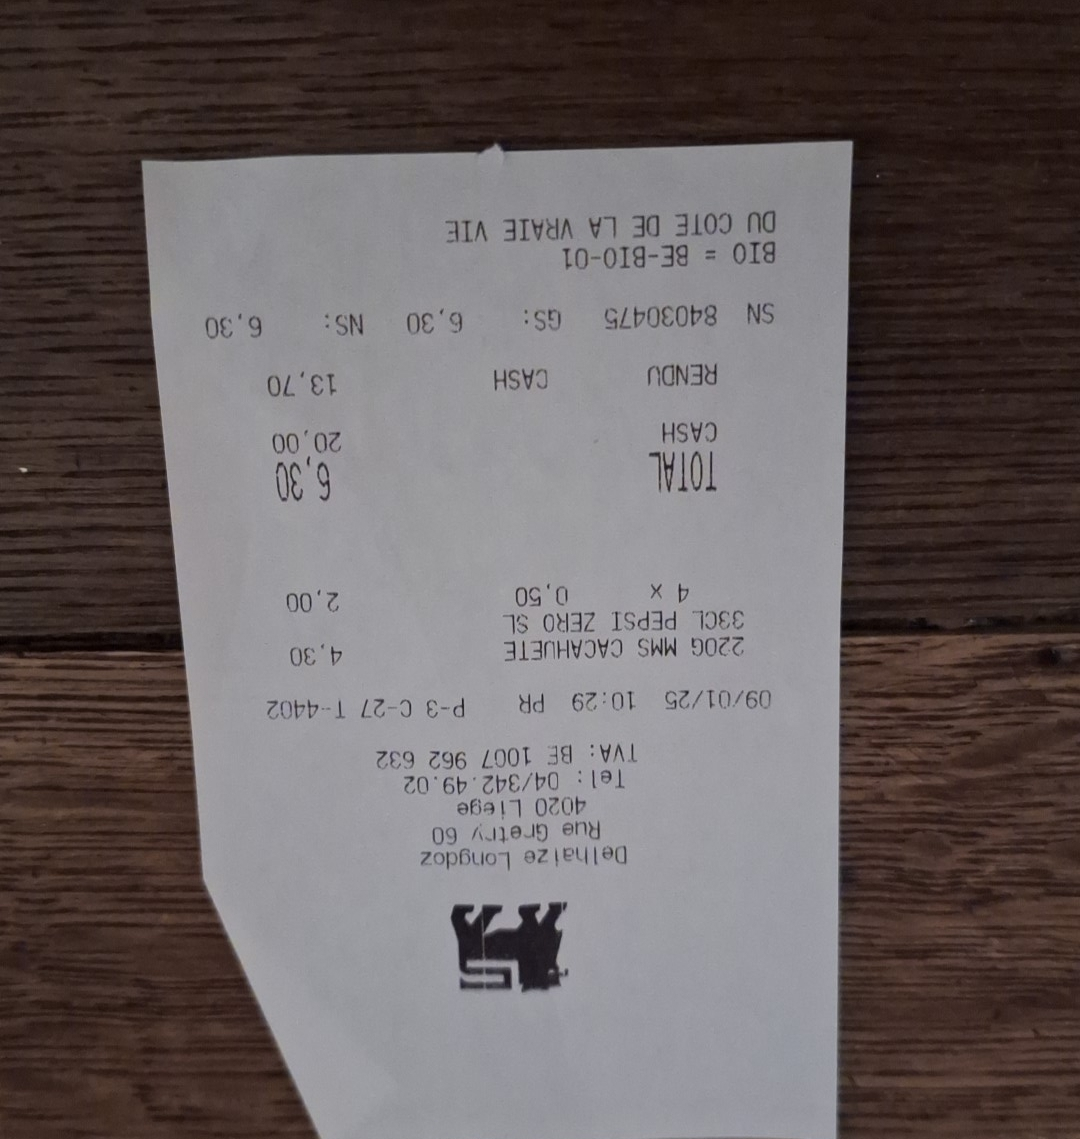 Delhaize Longdoz
Rue Gretry 60
4020 Liege
Tel: 04/342.49.02
TVA: BE 1007 962 632
09/01/25 10:29 PR P-3 C-27 T-4402
220G MMS CACAHUETE 4,30
33CL PEPSI ZERO SL
4 x 0,50 2,00
TOTAL 6,30
CASH 20,00
RENDU CASH 13,70
SN 84030475 GS: 6,30 NS: 6,30
BIO = BE-BIO-01
DU COTE DE LA VRAIE VIE